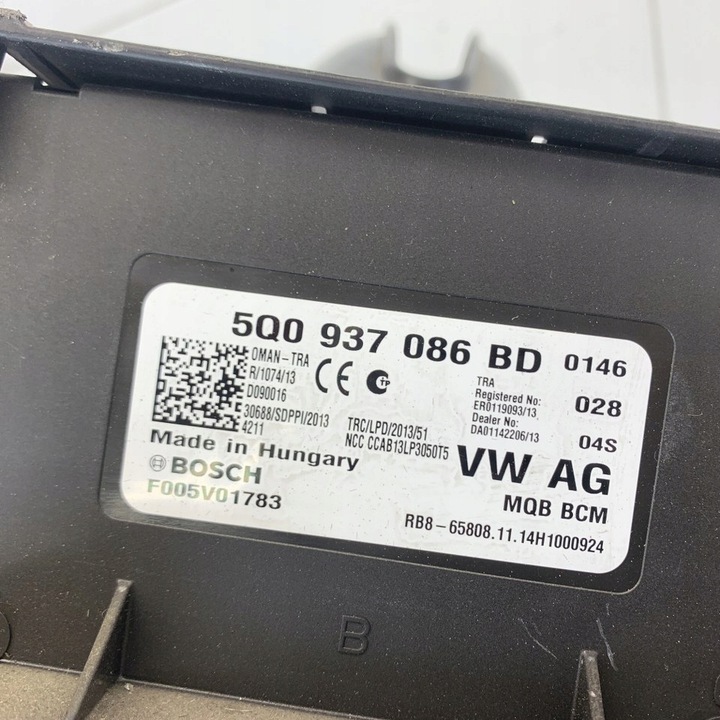 5Q0 937 086 BD 0146
OMAN-TRA
R/1074/13
D090016
CE
TRA
Registered No:
ER0119093/13
Dealer No:
DA01142206/13
028
30688/SDPPI/2013
4211
TRC/LPD/2013/51
NCC CCAB13LP3050T5
04S
Made in Hungary
BOSCH
F005V01783
VW AG
MQB BCM
RB8-65808.11.14H1000924
B